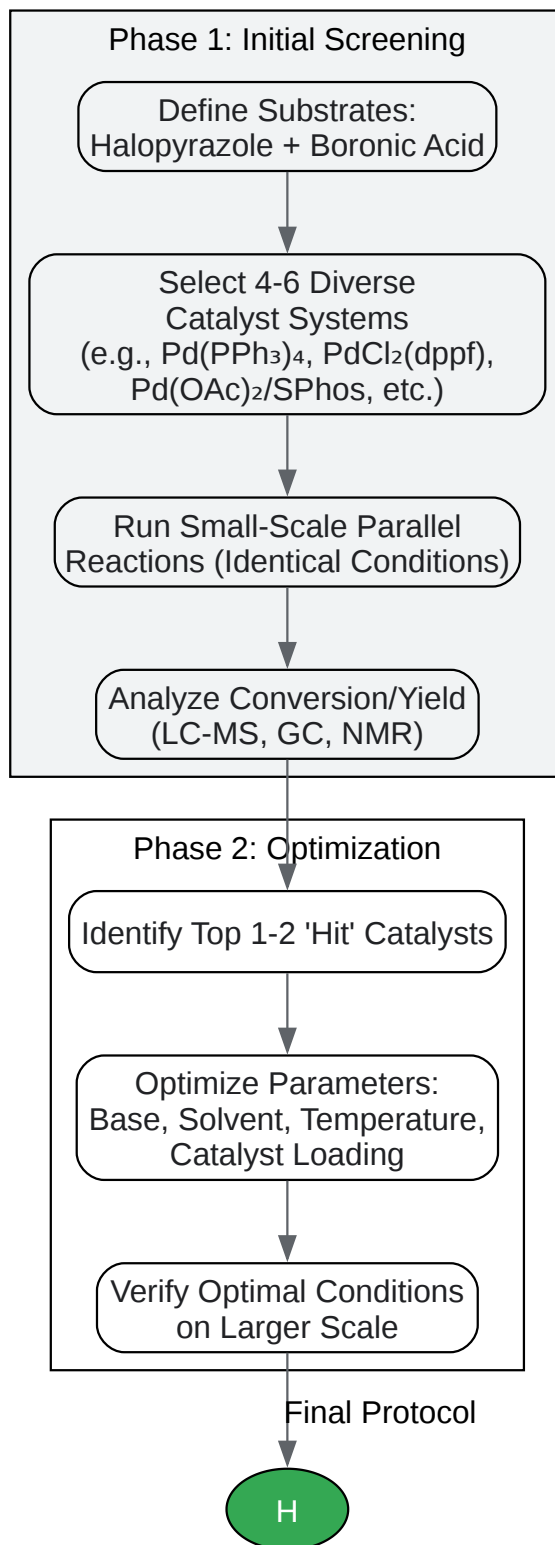 Phase 1: Initial Screening
Define Substrates:
Halopyrazole + Boronic Acid
Select 4-6 Diverse
Catalyst Systems
(e.g., Pd(PPh₃)₄, PdCl₂(dppf),
Pd(OAc)₂/SPhos, etc.)
Run Small-Scale Parallel
Reactions (Identical Conditions)
Analyze Conversion/Yield
(LC-MS, GC, NMR)
Phase 2: Optimization
Identify Top 1-2 'Hit' Catalysts
Optimize Parameters:
Base, Solvent, Temperature,
Catalyst Loading
Verify Optimal Conditions
on Larger Scale
Final Protocol
H